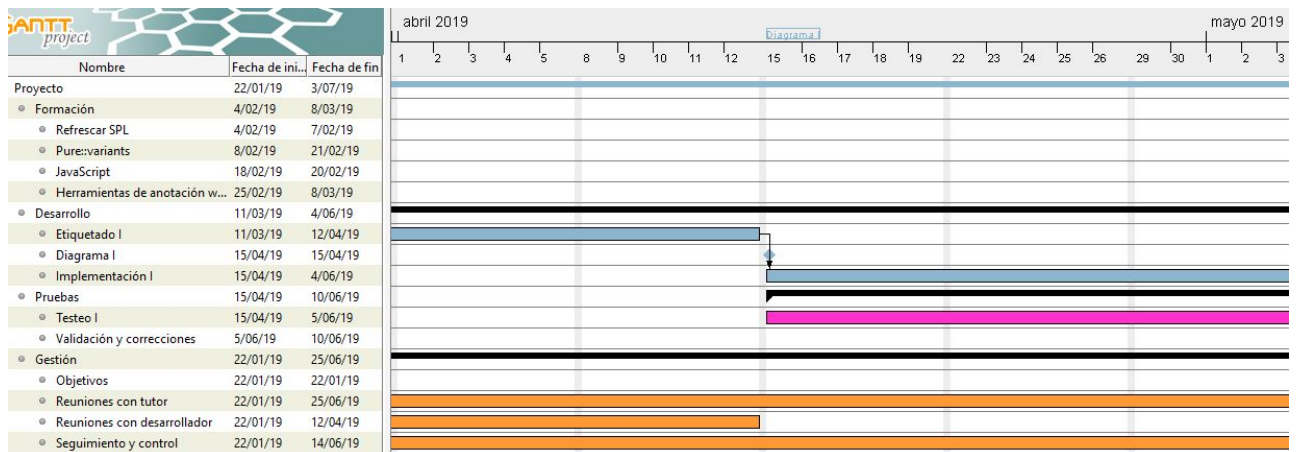 GANTT
project
abril 2019 mayo 2019
Diagrama I
1 2 3 4 5 8 9 10 11 12 15 16 17 18 19 22 23 24 25 26 29 30 1 2 3
Nombre Fecha de ini... Fecha de fin
Proyecto 22/01/19 3/07/19
Formación 4/02/19 8/03/19
Refrescar SPL 4/02/19 7/02/19
Pure::variants 8/02/19 21/02/19
JavaScript 18/02/19 20/02/19
Herramientas de anotación w... 25/02/19 8/03/19
Desarrollo 11/03/19 4/06/19
Etiquetado I 11/03/19 12/04/19
Diagrama I 15/04/19 15/04/19
Implementación I 15/04/19 4/06/19
Pruebas 15/04/19 10/06/19
Testeo I 15/04/19 5/06/19
Validación y correcciones 5/06/19 10/06/19
Gestión 22/01/19 25/06/19
Objetivos 22/01/19 22/01/19
Reuniones con tutor 22/01/19 25/06/19
Reuniones con desarrollador 22/01/19 12/04/19
Seguimiento y control 22/01/19 14/06/19